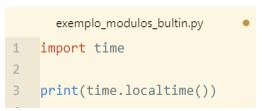 exemplo_modulos_bultin.py
1 import time
2
3 print(time.localtime())